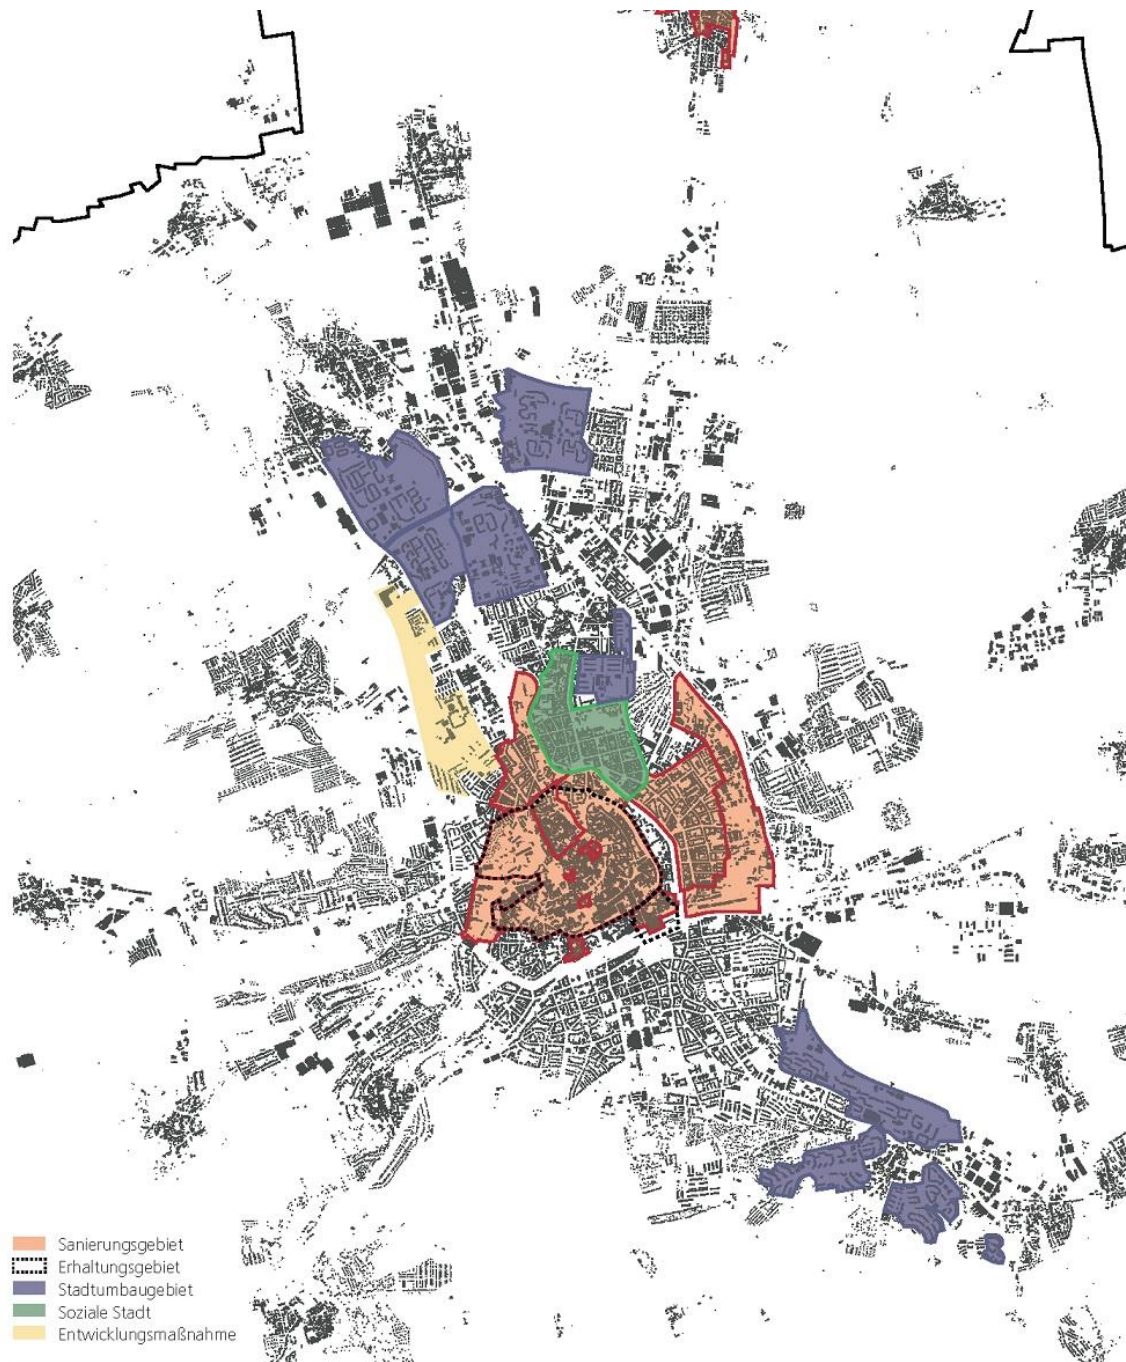 Sanierungsgebiet
Erhaltungsgebiet
Stadtumbaugebiet
Soziale Stadt
Entwicklungsmaßnahme